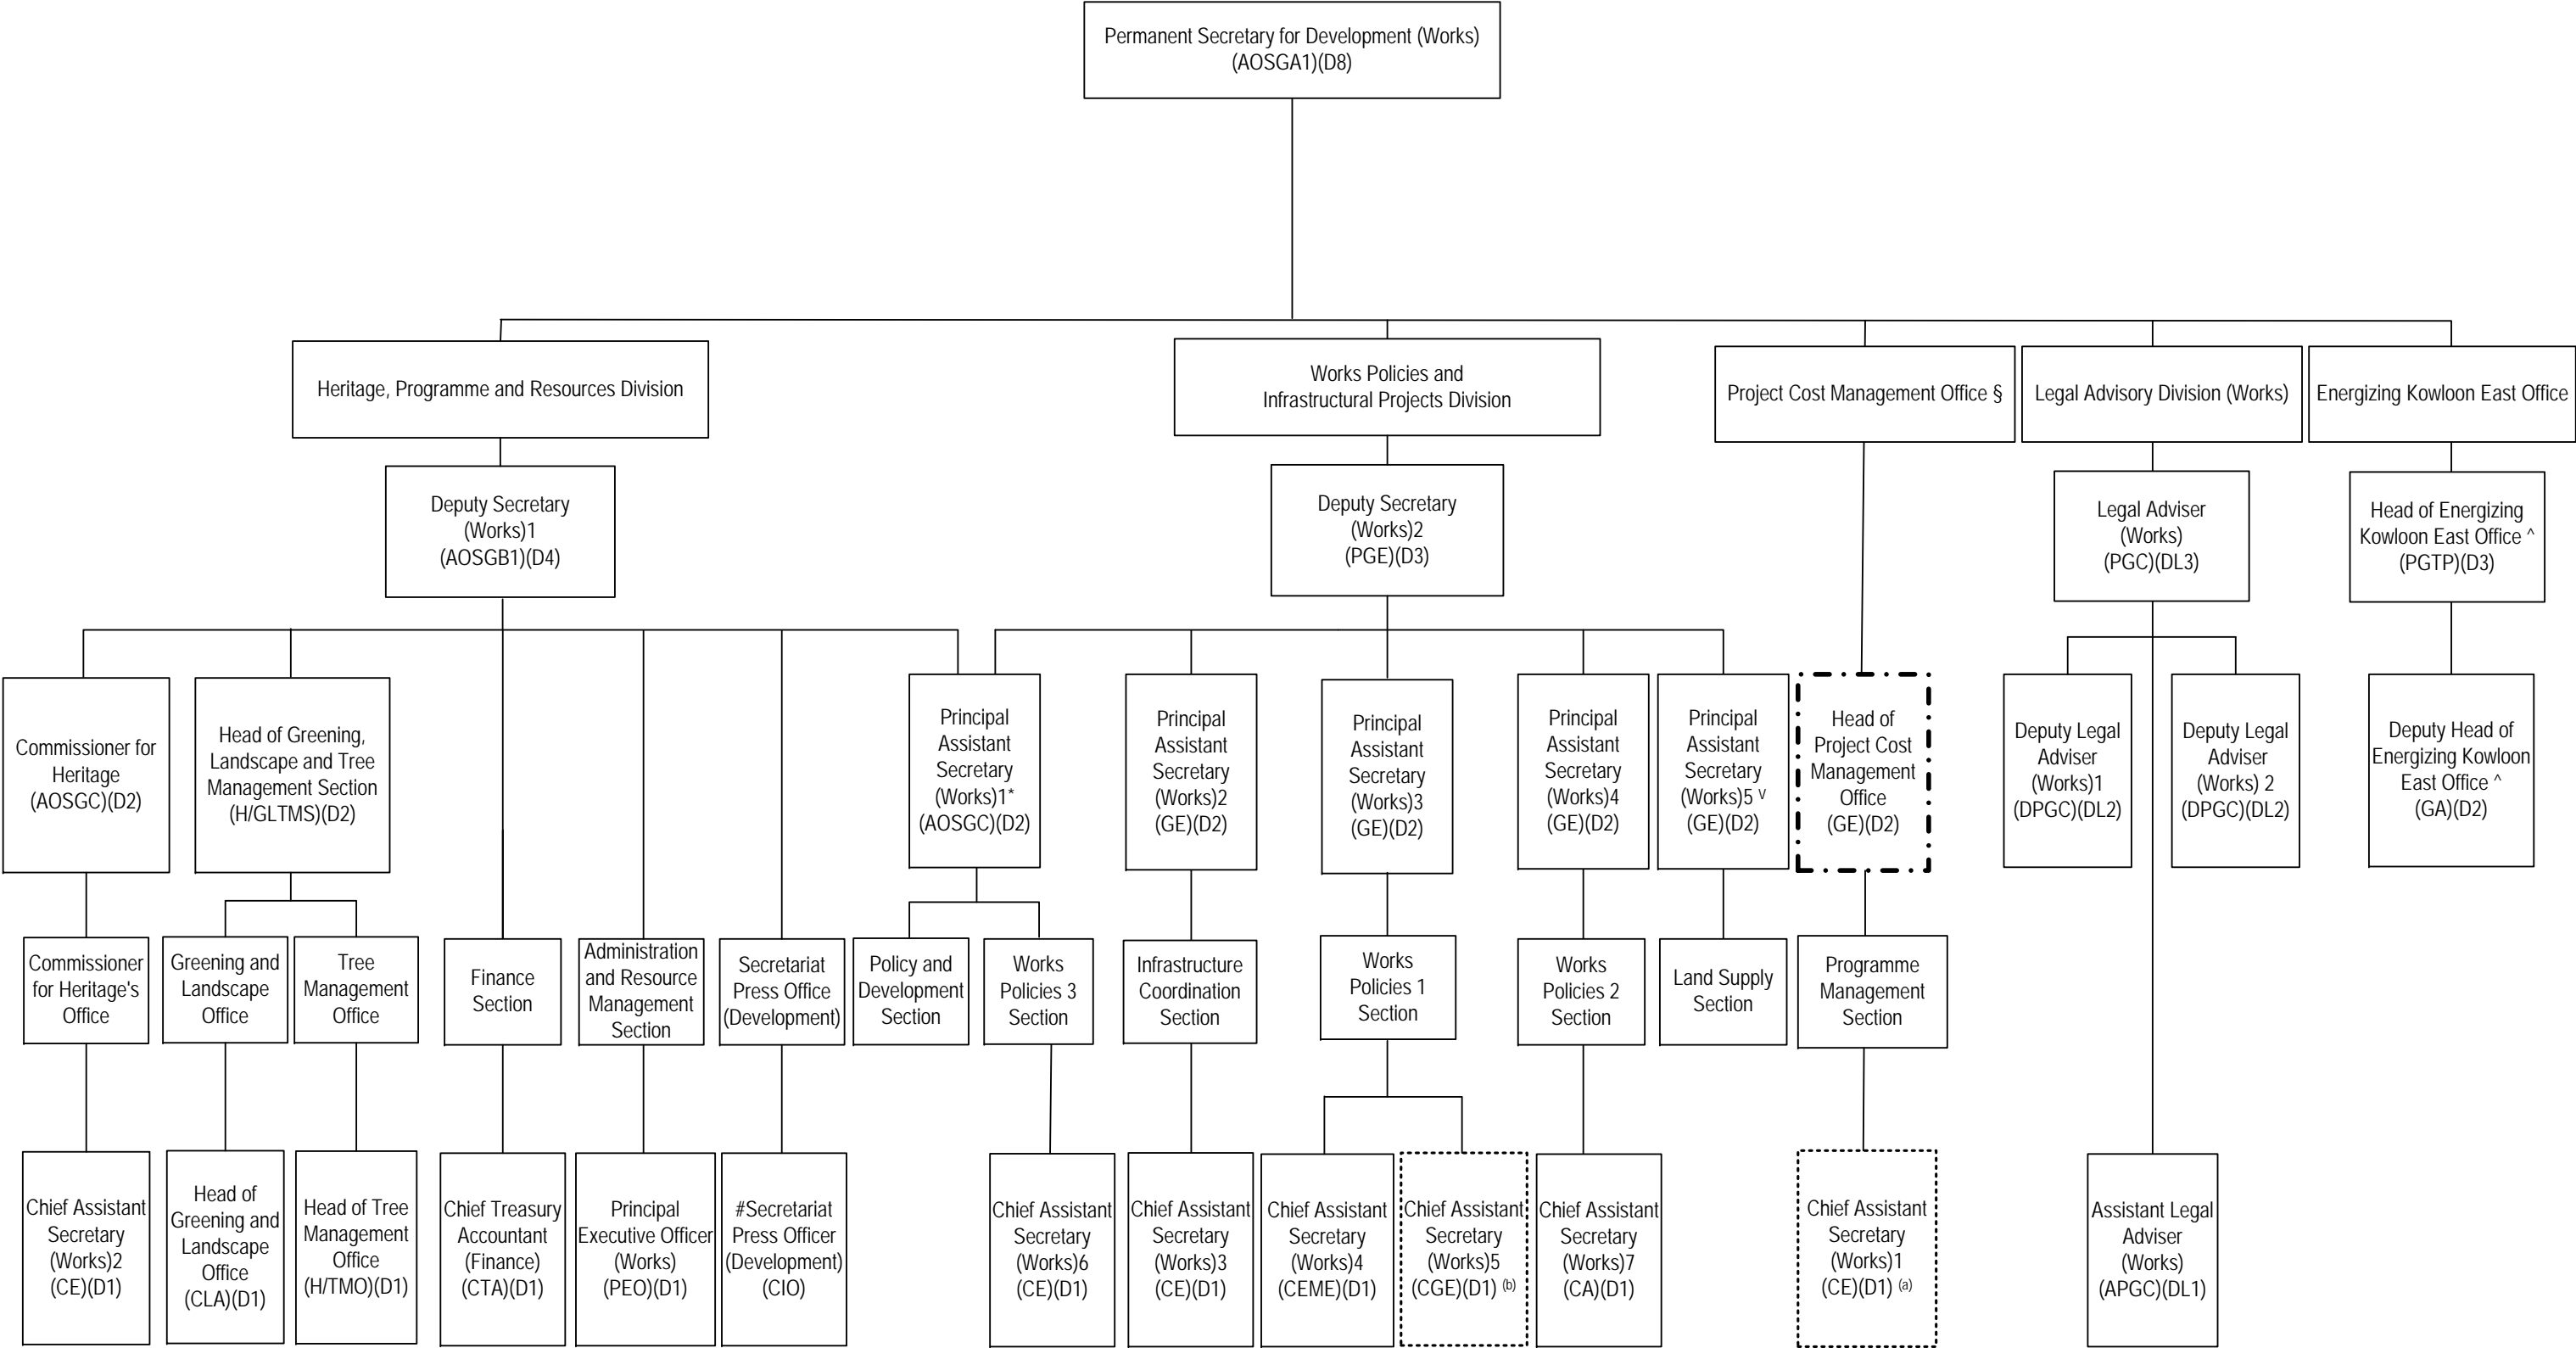 Permanent Secretary for Development (Works)
(AOSGA1)(D8)
Heritage, Programme and Resources Division
Works Policies and
Infrastructural Projects Division
Project Cost Management Office §
Legal Advisory Division (Works)
Energizing Kowloon East Office
Deputy Secretary
(Works)1
(AOSGB1)(D4)
Deputy Secretary
(Works)2
(PGE)(D3)
Legal Adviser
(Works)
(PGC)(DL3)
Head of Energizing
Kowloon East Office ^
(PGTP)(D3)
Commissioner for
Heritage
(AOSGC)(D2)
Head of Greening,
Landscape and Tree
Management Section
(H/GLTMS)(D2)
Principal
Assistant
Secretary
(Works)1*
(AOSGC)(D2)
Principal
Assistant
Secretary
(Works)2
(GE)(D2)
Principal
Assistant
Secretary
(Works)3
(GE)(D2)
Principal
Assistant
Secretary
(Works)4
(GE)(D2)
Principal
Assistant
Secretary
(Works)5 v
(GE)(D2)
Head of
Project Cost
Management
Office
(GE)(D2)
Deputy Legal
Adviser
(Works)1
(DPGC)(DL2)
Deputy Legal
Adviser
(Works) 2
(DPGC)(DL2)
Deputy Head of
Energizing Kowloon
East Office ^
(GA)(D2)
Commissioner
for Heritage's
Office
Greening and
Landscape
Office
Tree
Management
Office
Finance
Section
Administration
and Resource
Management
Section
Secretariat
Press Office
(Development)
Policy and
Development
Section
Works
Policies 3
Section
Infrastructure
Coordination
Section
Works
Policies 1
Section
Works
Policies 2
Section
Land Supply
Section
Programme
Management
Section
Chief Assistant
Secretary
(Works)2
(CE)(D1)
Head of
Greening and
Landscape
Office
(CLA)(D1)
Head of Tree
Management
Office
(H/TMO)(D1)
Chief Treasury
Accountant
(Finance)
(CTA)(D1)
Principal
Executive Officer
(Works)
(PEO)(D1)
#Secretariat
Press Officer
(Development)
(CIO)
Chief Assistant
Secretary
(Works)6
(CE)(D1)
Chief Assistant
Secretary
(Works)3
(CE)(D1)
Chief Assistant
Secretary
(Works)4
(CEME)(D1)
Chief Assistant
Secretary
(Works)5
(CGE)(D1) (b)
Chief Assistant
Secretary
(Works)7
(CA)(D1)
Chief Assistant
Secretary
(Works)1
(CE)(D1) (a)
Assistant Legal
Adviser
(Works)
(APGC)(DL1)